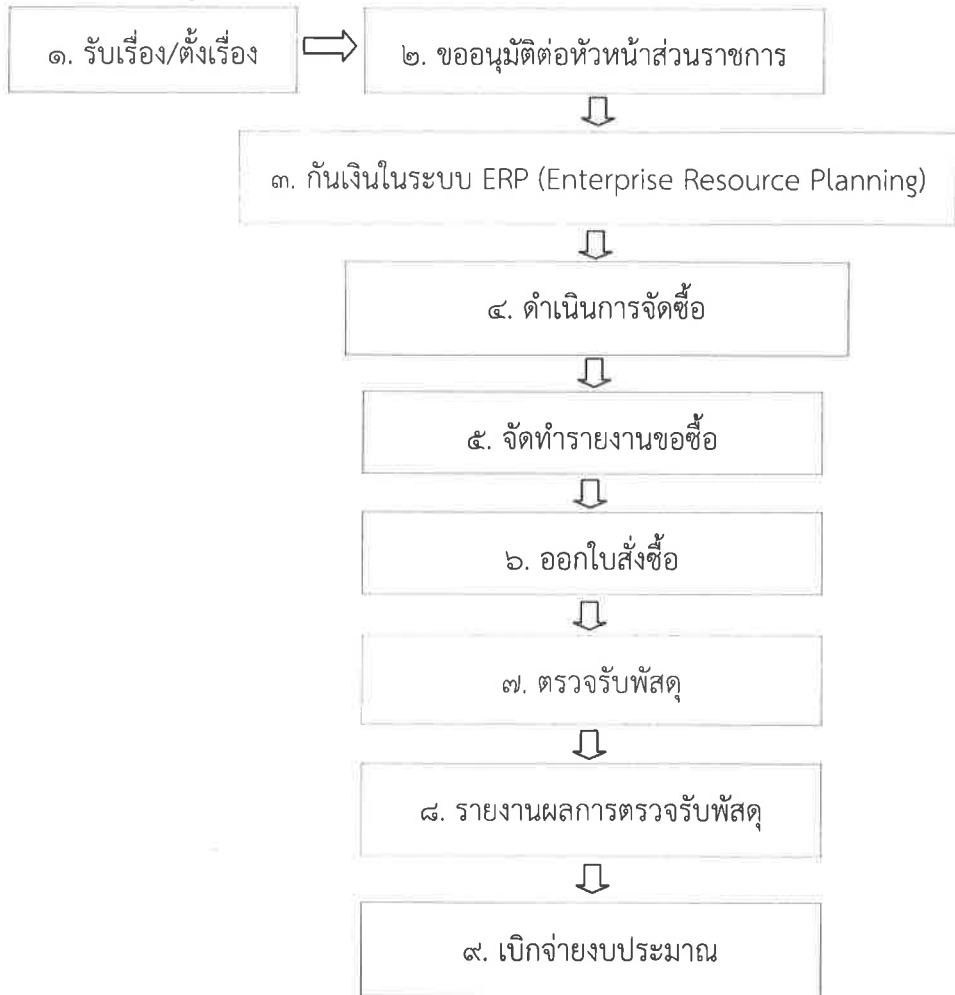 ๑. รับเรื่อง/ตั้งเรื่อง
๒. ขออนุมัติต่อหัวหน้าส่วนราชการ
๓. กันเงินในระบบ ERP (Enterprise Resource Planning)
๔. ดำเนินการจัดซื้อ
๕. จัดทำรายงานขอซื้อ
๖. ออกใบสั่งซื้อ
๗. ตรวจรับพัสดุ
๘. รายงานผลการตรวจรับพัสดุ
๙. เบิกจ่ายงบประมาณ